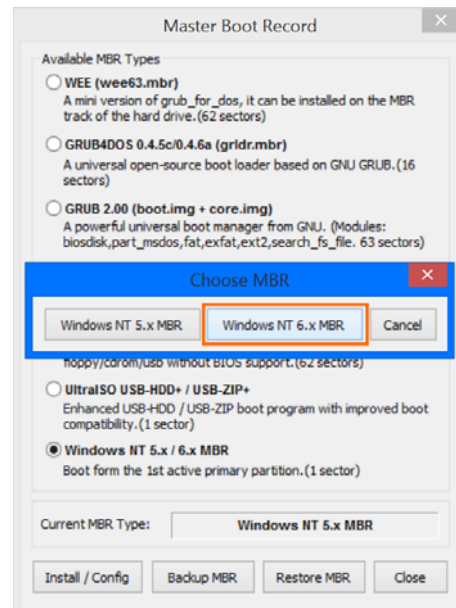 Master Boot Record
Available MBR Types
WEE (wee63.mbr)
A mini version of grub_for_dos, it can be installed on the MBR
track of the hard drive.(62 sectors)
GRUB4DOS 0.4.5c/0.4.6a (grldr.mbr)
A universal open-source boot loader based on GNU GRUB.(16
sectors)
GRUB 2.00 (boot.img + core.img)
A powerful universal boot manager from GNU. (Modules:
biosdisk,part_msdos,fat,exfat,ext2,search_fs_file. 63 sectors)
Choose MBR
Windows NT 5.x MBR Windows NT 6.x MBR Cancel
floppy/cdrom/usb without BIOS support.(62 sectors)
UltraISO USB-HDD+ / USB-ZIP+
Enhanced USB-HDD / USB-ZIP boot program with improved boot
compatibility.(1 sector)
Windows NT 5.x / 6.x MBR
Boot form the 1st active primary partition.(1 sector)
Current MBR Type: Windows NT 5.x MBR
Install / Config Backup MBR Restore MBR Close